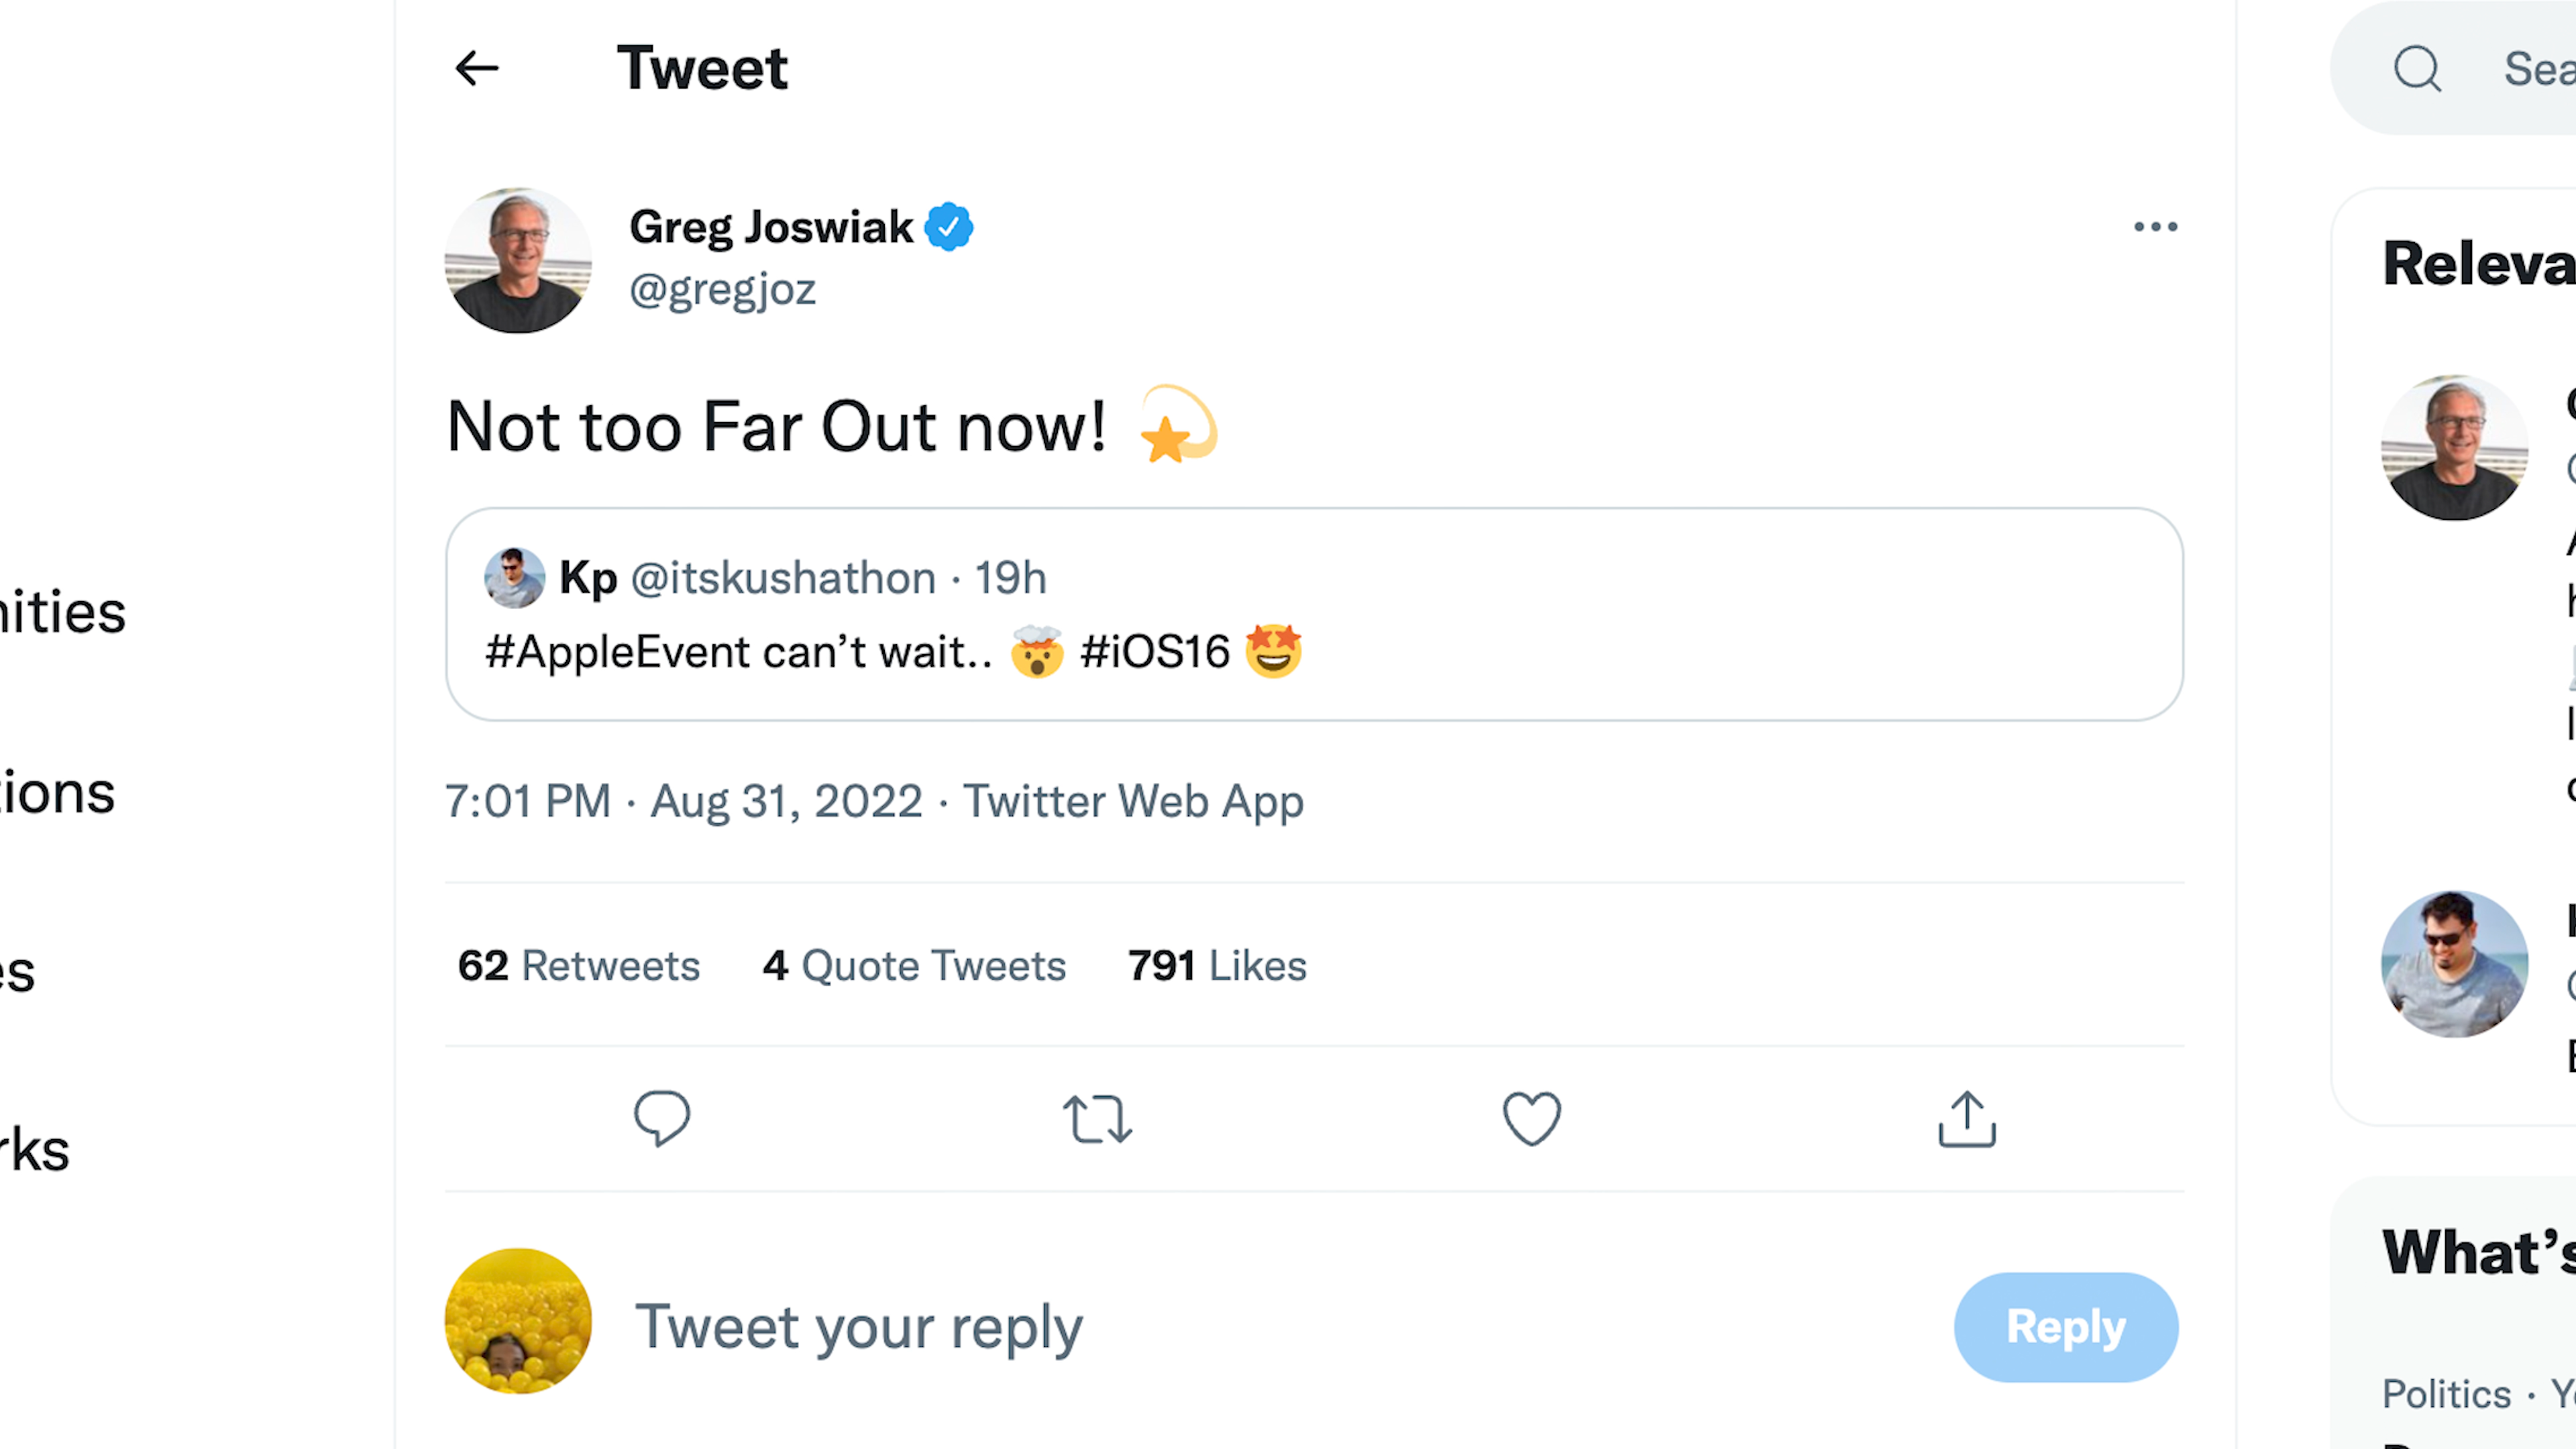 Tweet
Greg Joswiak
@gregjoz
Not too Far Out now! 💫
Kp @itskushathon · 19h
#AppleEvent can’t wait.. 🤯 #iOS16 🤩
7:01 PM · Aug 31, 2022 · Twitter Web App
62 Retweets 4 Quote Tweets 791 Likes
Tweet your reply
Reply
nities
tions
es
rks
Sea
Releva
What’s
Politics · Y